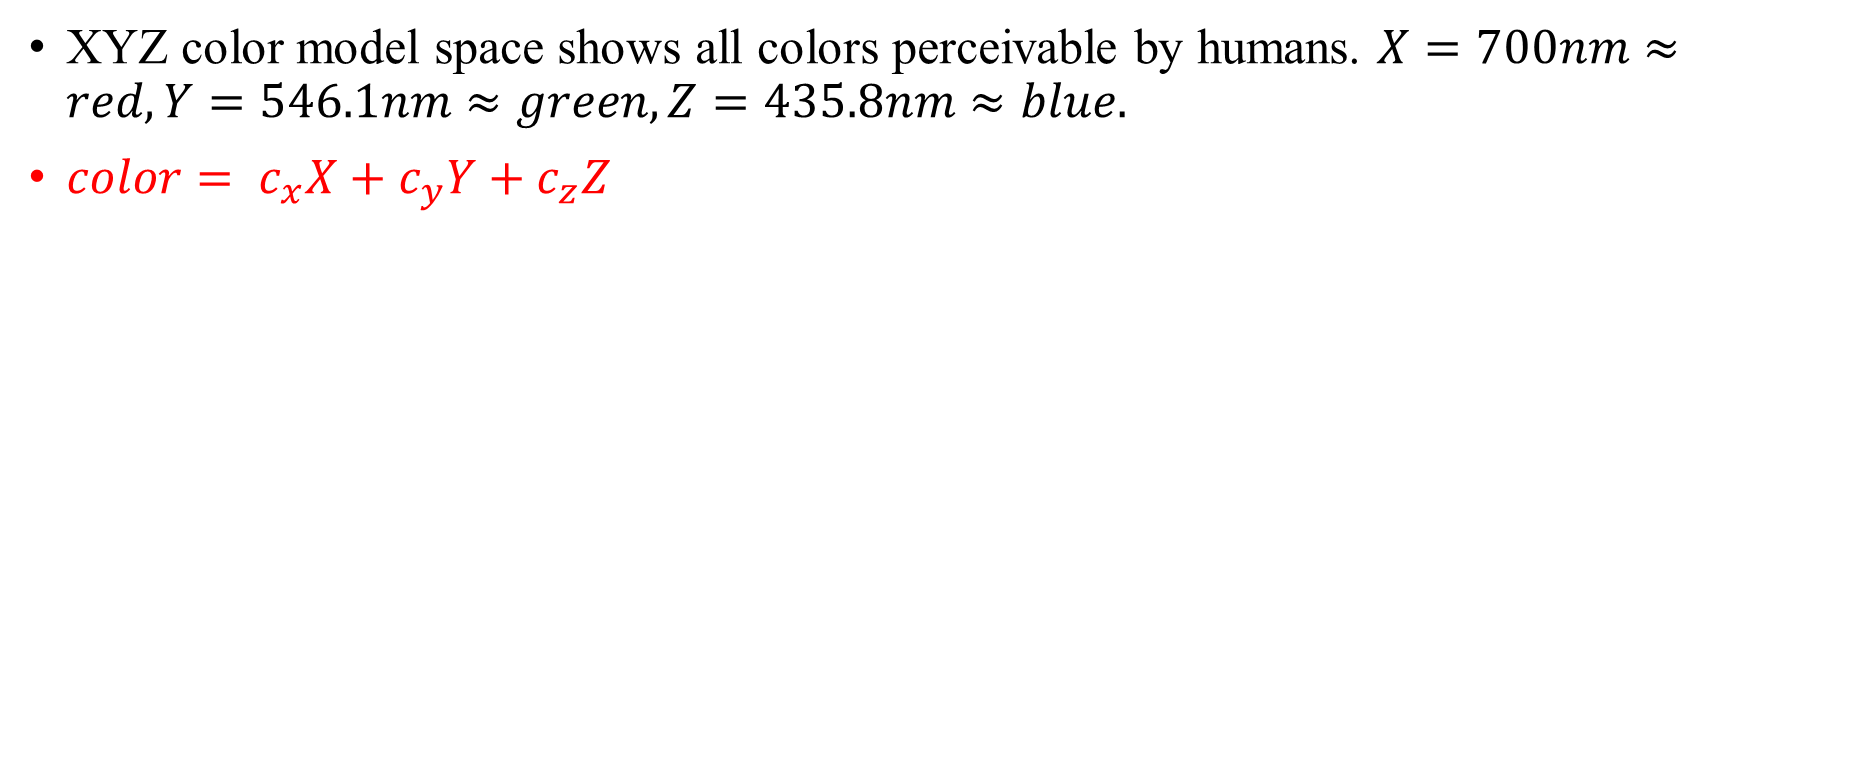 • XYZ color model space shows all colors perceivable by humans. X = 700nm ≈
red, Y = 546.1nm ≈ green, Z = 435.8nm ≈ blue.
• color = c_x X + c_y Y + c_z Z